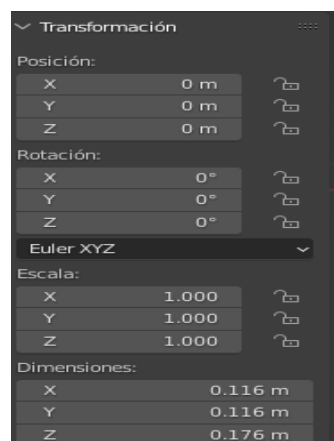 Transformación
Posición:
X 0 m
Y 0 m
Z 0 m
Rotación:
X 0°
Y 0°
Z 0°
Euler XYZ
Escala:
X 1.000
Y 1.000
Z 1.000
Dimensiones:
X 0.116 m
Y 0.116 m
Z 0.176 m